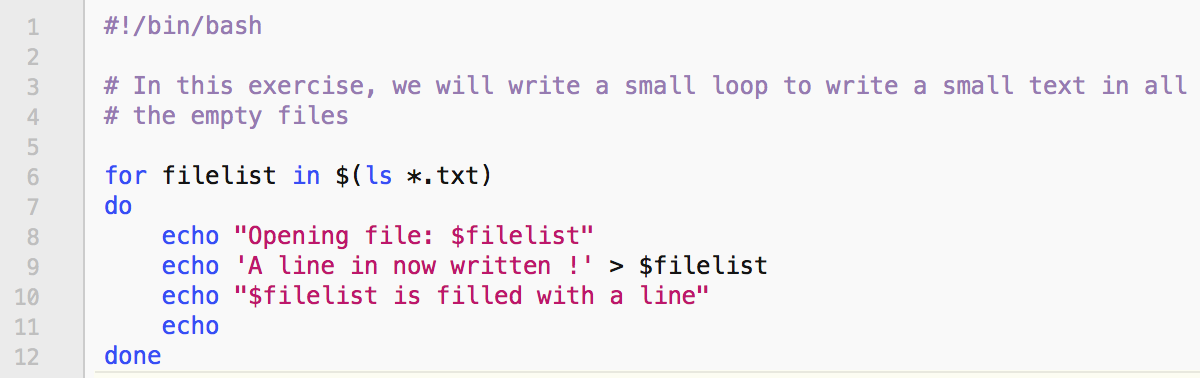 1 #!/bin/bash
2
3 # In this exercise, we will write a small loop to write a small text in all
4 # the empty files
5
6 for filelist in $(ls *.txt)
7 do
8     echo "Opening file: $filelist"
9     echo 'A line in now written !' > $filelist
10     echo "$filelist is filled with a line"
11     echo
12 done